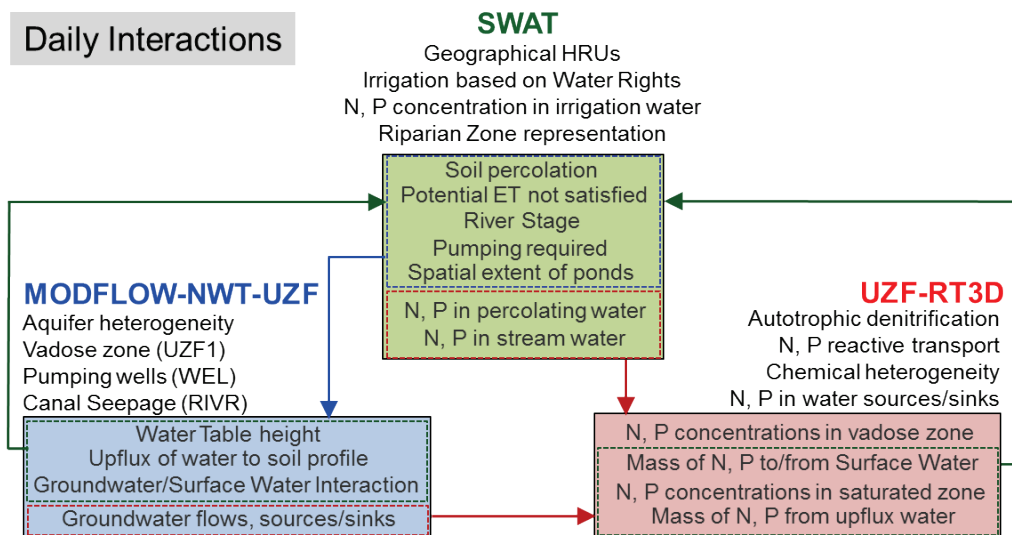 Daily Interactions
SWAT
Geographical HRUs
Irrigation based on Water Rights
N, P concentration in irrigation water
Riparian Zone representation
Soil percolation
Potential ET not satisfied
River Stage
Pumping required
Spatial extent of ponds
N, P in percolating water
N, P in stream water
MODFLOW-NWT-UZF
Aquifer heterogeneity
Vadose zone (UZF1)
Pumping wells (WEL)
Canal Seepage (RIVR)
Water Table height
Upflux of water to soil profile
Groundwater/Surface Water Interaction
Groundwater flows, sources/sinks
UZF-RT3D
Autotrophic denitrification
N, P reactive transport
Chemical heterogeneity
N, P in water sources/sinks
N, P concentrations in vadose zone
Mass of N, P to/from Surface Water
N, P concentrations in saturated zone
Mass of N, P from upflux water